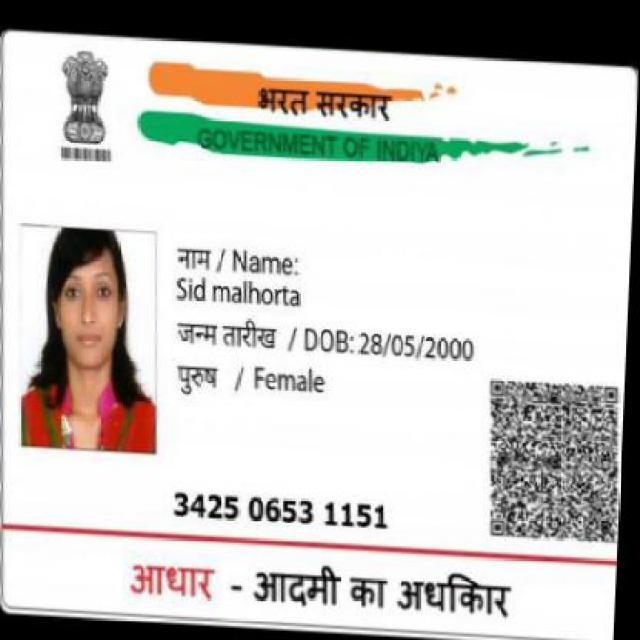 भरत सरकार
GOVERNMENT OF INDIYA
नाम / Name:
Sid malhorta
जन्म तारीख / DOB: 28/05/2000
पुरुष / Female
3425 0653 1151
आधार - आदमी का अधकिार